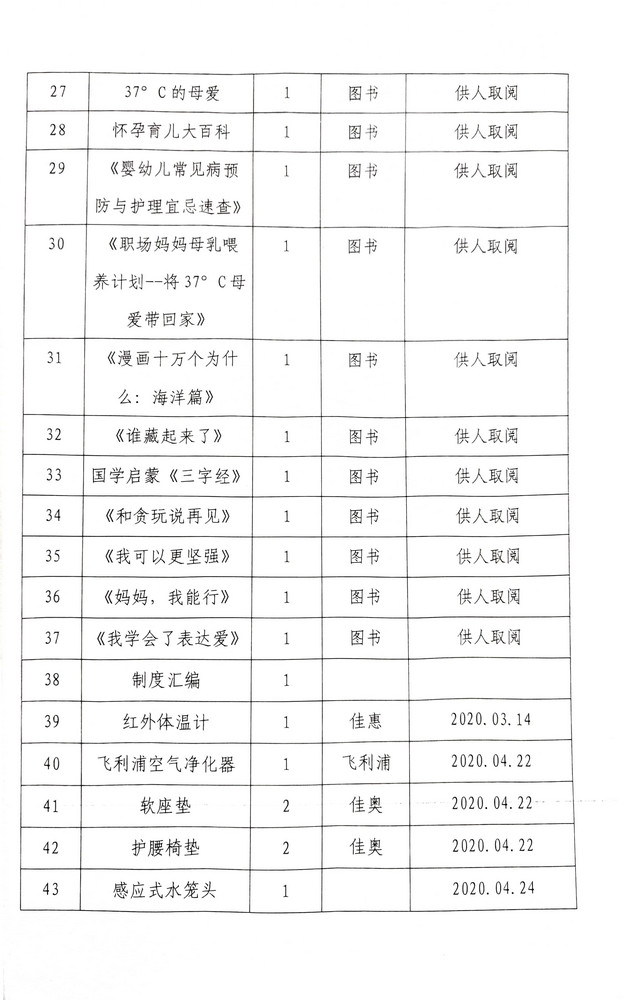 27 37°C的母爱 1 图书 供人取阅
28 怀孕育儿大百科 1 图书 供人取阅
29 《婴幼儿常见病预 1 图书 供人取阅
防与护理宜忌速查》
30 《职场妈妈母乳喂 1 图书 供人取阅
养计划--将37°C母
爱带回家》
31 《漫画十万个为什 1 图书 供人取阅
么：海洋篇》
32 《谁藏起来了》 1 图书 供人取阅
33 国学启蒙《三字经》 1 图书 供人取阅
34 《和贪玩说再见》 1 图书 供人取阅
35 《我可以更坚强》 1 图书 供人取阅
36 《妈妈，我能行》 1 图书 供人取阅
37 《我学会了表达爱》 1 图书 供人取阅
38 制度汇编 1
39 红外体温计 1 佳惠 2020.03.14
40 飞利浦空气净化器 1 飞利浦 2020.04.22
41 软座垫 2 佳奥 2020.04.22
42 护腰椅垫 2 佳奥 2020.04.22
43 感应式水笼头 1 2020.04.24